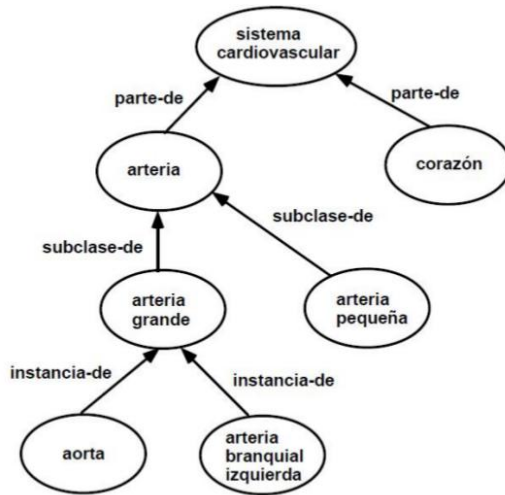 sistema
cardiovascular
parte-de
parte-de
arteria
corazón
subclase-de
subclase-de
arteria
grande
arteria
pequeña
instancia-de
instancia-de
aorta
arteria
branquial
izquierda